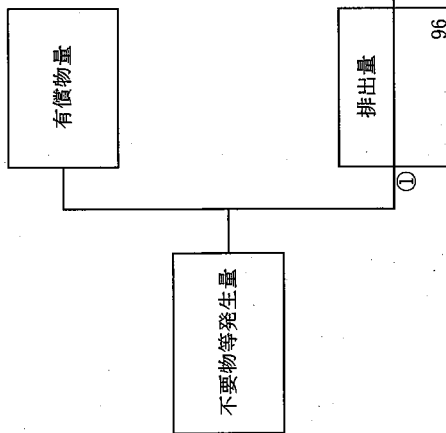 不要物等発生量
有償物量
①
排出量
96